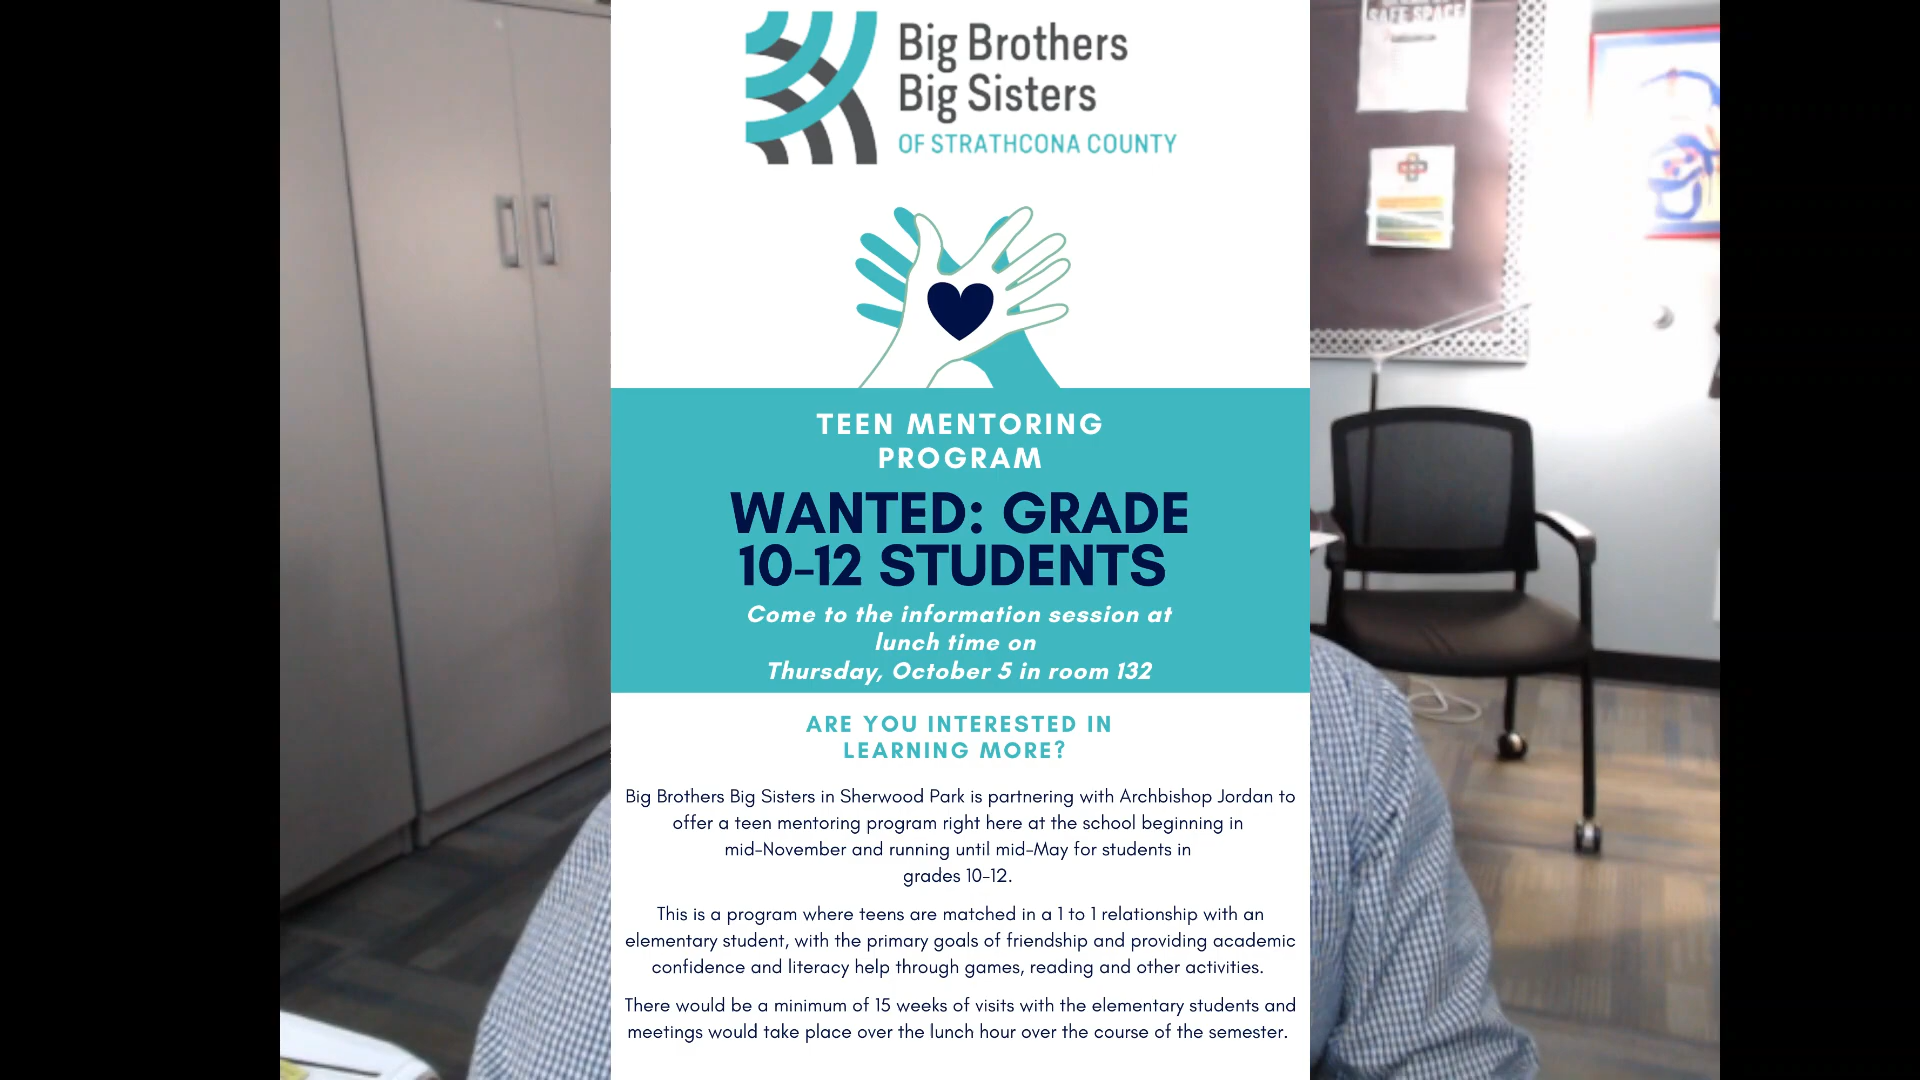 Big Brothers
Big Sisters
OF STRATHCONA COUNTY
SAFE SPACE
TEEN MENTORING
PROGRAM
WANTED: GRADE
10-12 STUDENTS
Come to the information session at
lunch time on
Thursday, October 5 in room 132
ARE YOU INTERESTED IN
LEARNING MORE?
Big Brothers Big Sisters in Sherwood Park is partnering with Archbishop Jordan to
offer a teen mentoring program right here at the school beginning in
mid-November and running until mid-May for students in
grades 10-12.
This is a program where teens are matched in a 1 to 1 relationship with an
elementary student, with the primary goals of friendship and providing academic
confidence and literacy help through games, reading and other activities.
There would be a minimum of 15 weeks of visits with the elementary students and
meetings would take place over the lunch hour over the course of the semester.